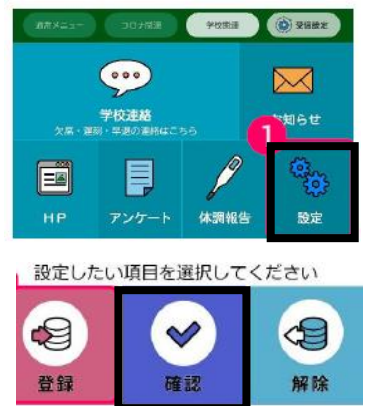 通常メニュー コロナ関連 学校関連 受信設定
学校連絡
欠席・遅刻・早退の連絡はこちら
お知らせ
1
HP アンケート 体調報告 設定
設定したい項目を選択してください
登録 確認 解除